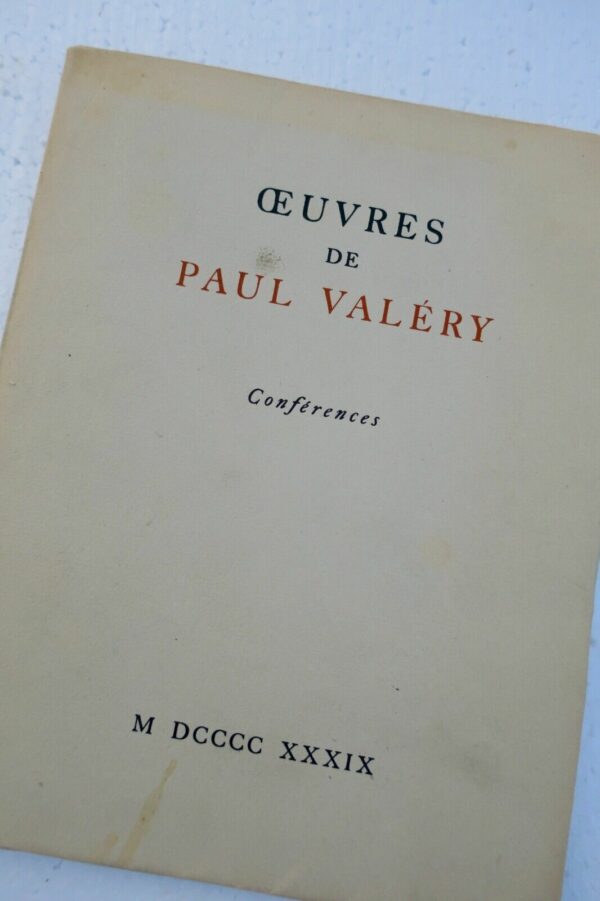 ŒUVRES
DE
PAUL VALÉRY
Conférences
M DCCCC XXXIX